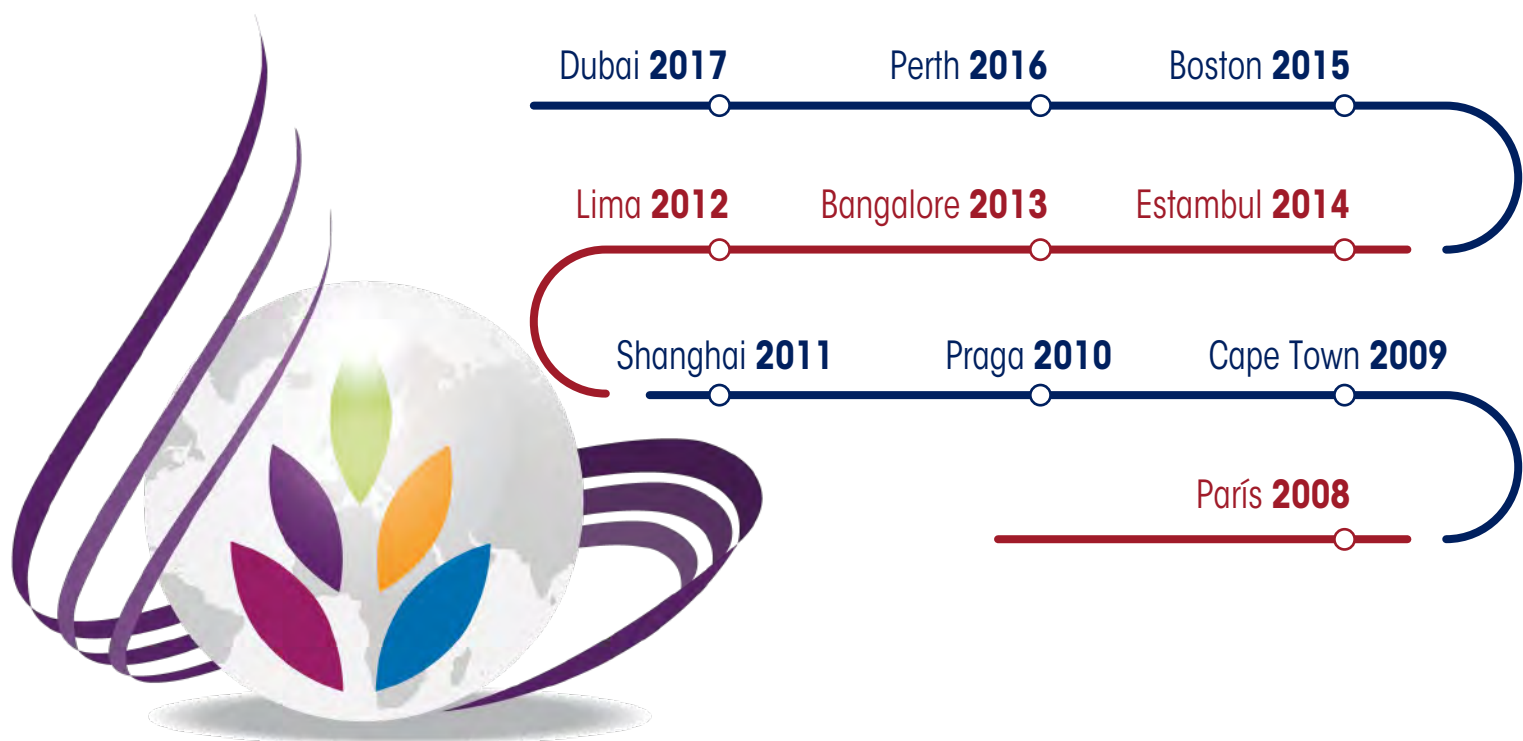 Dubai 2017 Perth 2016 Boston 2015
Lima 2012 Bangalore 2013 Estambul 2014
Shanghai 2011 Praga 2010 Cape Town 2009
París 2008